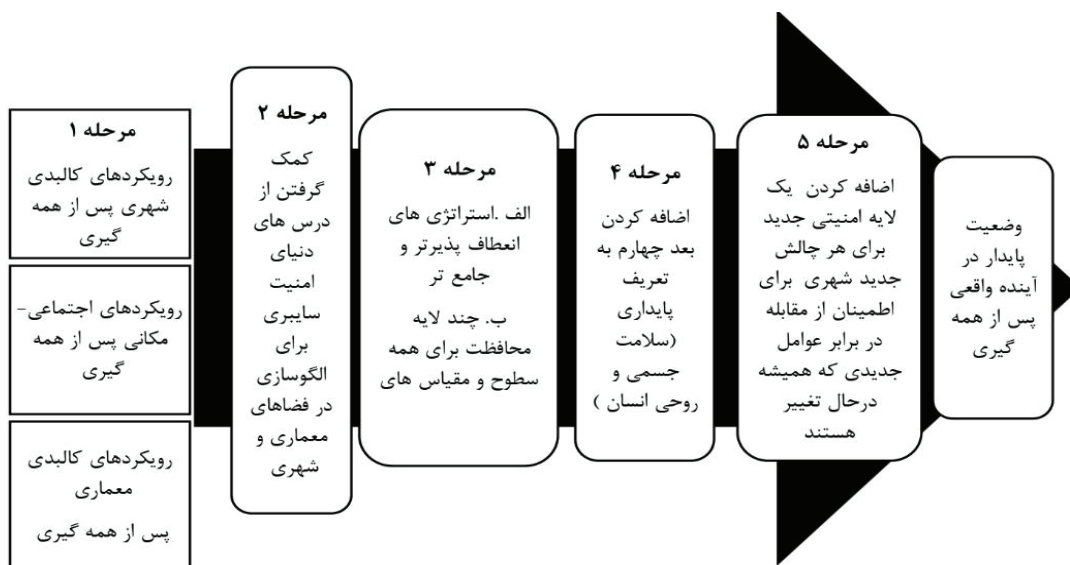 مرحله ۱
رویکردهای کالبدی
شهری پس از همه
گیری
رویکردهای اجتماعی-
مکانی پس از همه
گیری
رویکردهای کالبدی
معماری
پس از همه گیری
مرحله ۲
کمک
گرفتن از
درس های
دنیای
امنیت
سایبری
برای
الگوسازی
در فضاهای
معماری و
شهری
مرحله ۳
الف .استراتژی های
انعطاف پذیرتر و
جامع تر
ب. چند لایه
محافظت برای همه
سطوح و مقیاس های
مرحله ۴
اضافه کردن
بعد چهارم به
تعریف
پایداری
(سلامت
جسمی و
روحی انسان )
مرحله ۵
اضافه کردن یک
لایه امنیتی جدید
برای هر چالش
جدید شهری برای
اطمینان از مقابله
در برابر عوامل
جدیدی که همیشه
درحال تغییر
هستند
وضعیت
پایدار در
آینده واقعی
پس از همه
گیری